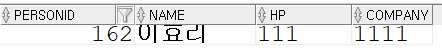 PERSONID NAME HP COMPANY
162 이효리 111 1111